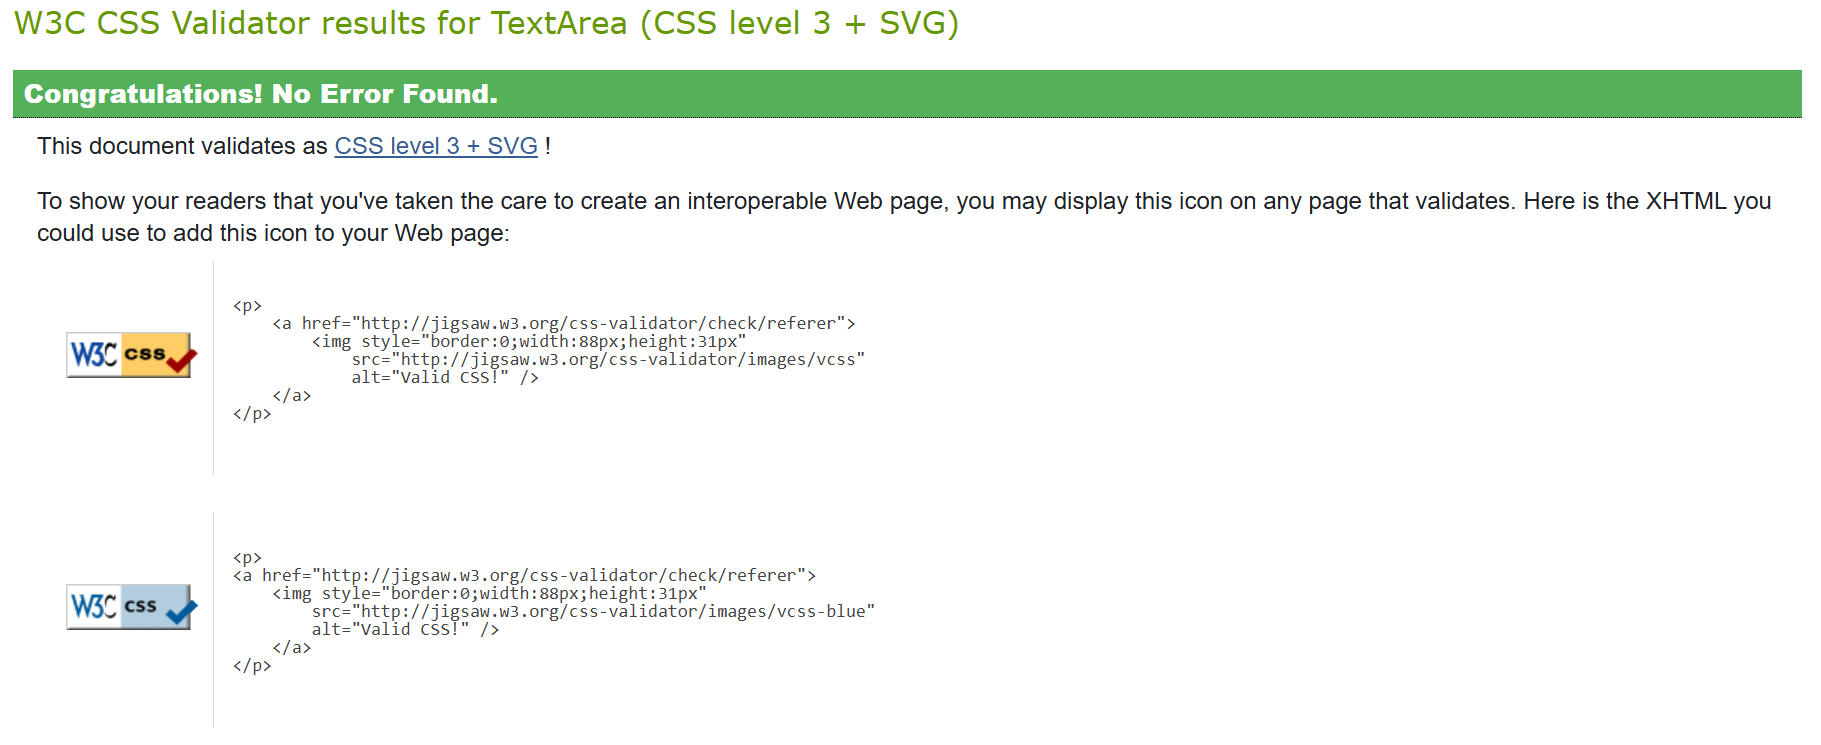 W3C CSS Validator results for TextArea (CSS level 3 + SVG)
Congratulations! No Error Found.
This document validates as CSS level 3 + SVG !
To show your readers that you've taken the care to create an interoperable Web page, you may display this icon on any page that validates. Here is the XHTML you
could use to add this icon to your Web page:
W3C css
<p>
    <a href="http://jigsaw.w3.org/css-validator/check/referer">
        <img style="border:0;width:88px;height:31px"
            src="http://jigsaw.w3.org/css-validator/images/vcss"
            alt="Valid CSS!" />
    </a>
</p>
W3C css
<p>
<a href="http://jigsaw.w3.org/css-validator/check/referer">
    <img style="border:0;width:88px;height:31px"
        src="http://jigsaw.w3.org/css-validator/images/vcss-blue"
        alt="Valid CSS!" />
    </a>
</p>